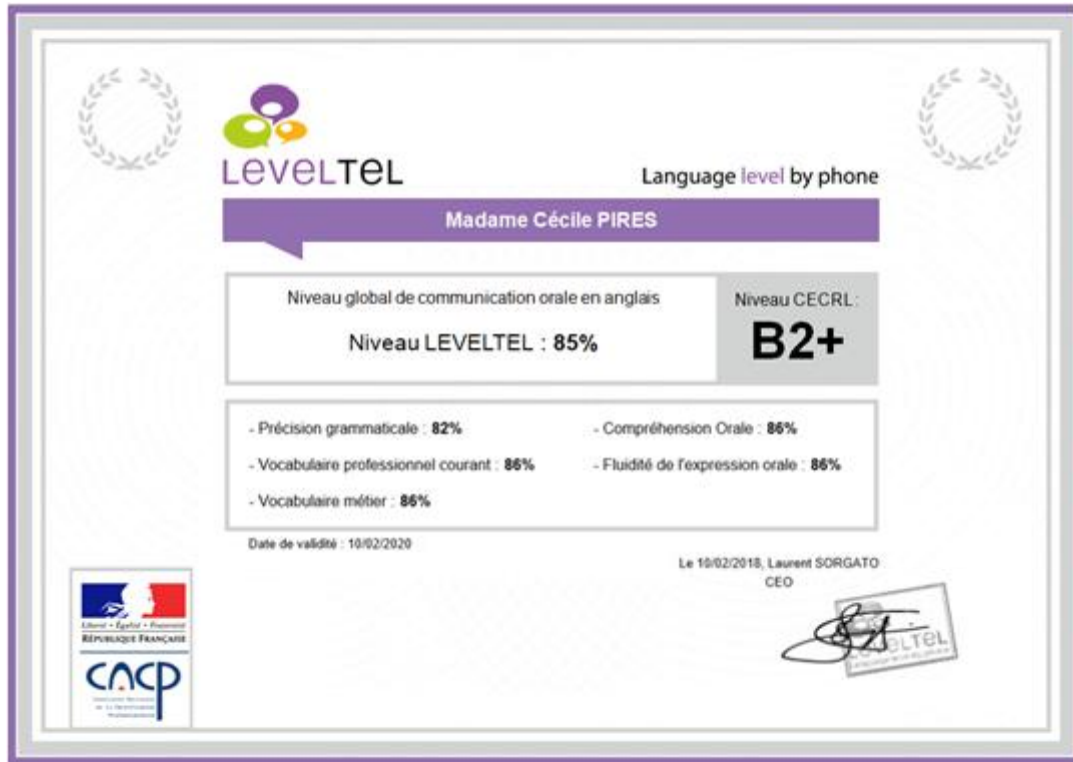 LEVELTEL
Language level by phone
Madame Cécile PIRES
Niveau global de communication orale en anglais
Niveau LEVELTEL : 85%
Niveau CECRL :
B2+
- Précision grammaticale : 82%
- Vocabulaire professionnel courant : 86%
- Vocabulaire métier : 86%
- Compréhension Orale : 86%
- Fluidité de l'expression orale : 86%
Date de validité : 10/02/2020
Le 10/02/2018, Laurent SORGATO
CEO
LEVELTEL
Liberté • Égalité • Fraternité
RÉPUBLIQUE FRANÇAISE
CNCP